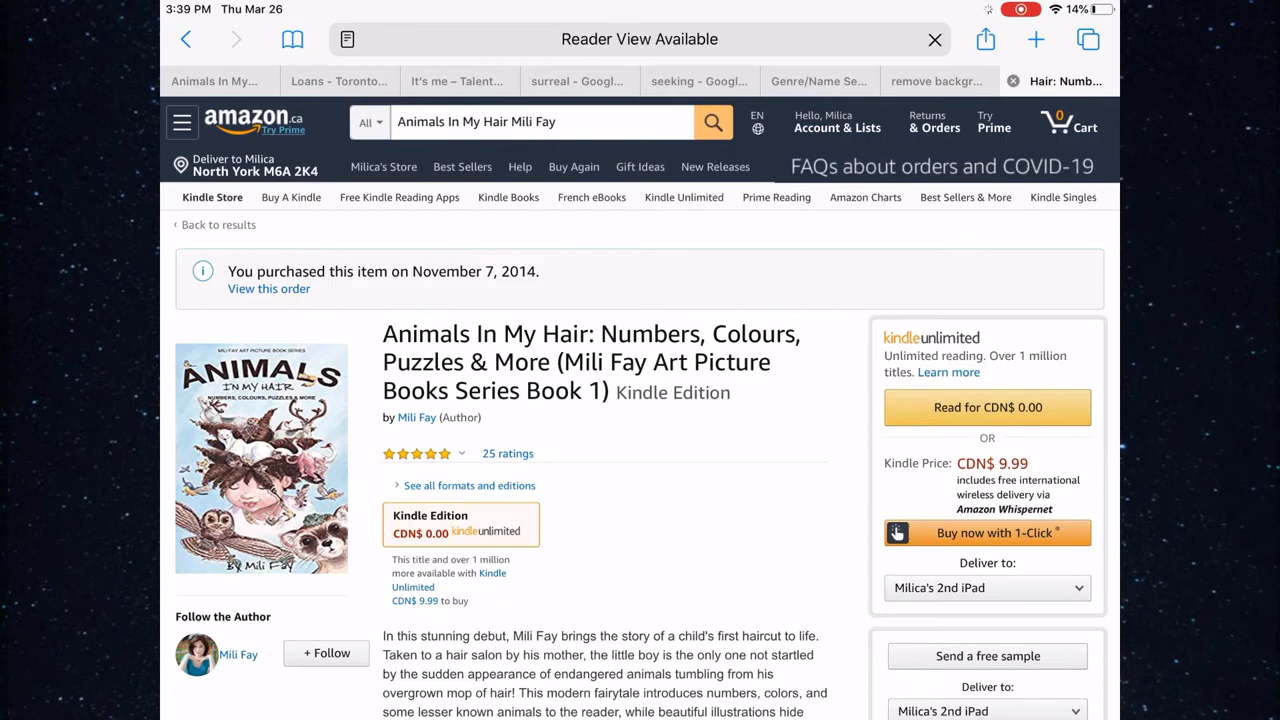 3:39 PM Thu Mar 26
14%
Reader View Available
Animals In My...
Loans - Toronto...
It's me – Talent...
surreal - Googl...
seeking - Googl...
Genre/Name Se...
remove backgr...
Hair: Numb...
amazon.ca
Try Prime
All
Animals In My Hair Mili Fay
EN
Hello, Milica
Account & Lists
Returns
& Orders
Try
Prime
0
Cart
Deliver to Milica
North York M6A 2K4
Milica's Store
Best Sellers
Help
Buy Again
Gift Ideas
New Releases
FAQs about orders and COVID-19
Kindle Store
Buy A Kindle
Free Kindle Reading Apps
Kindle Books
French eBooks
Kindle Unlimited
Prime Reading
Amazon Charts
Best Sellers & More
Kindle Singles
‹ Back to results
You purchased this item on November 7, 2014.
View this order
MILI FAY ART PICTURE BOOK SERIES
ANIMALS
IN MY HAIR
NUMBERS, COLOURS, PUZZLES & MORE
By Mili Fay
Follow the Author
Mili Fay
+ Follow
Animals In My Hair: Numbers, Colours,
Puzzles & More (Mili Fay Art Picture
Books Series Book 1) Kindle Edition
by Mili Fay (Author)
25 ratings
› See all formats and editions
Kindle Edition
CDN$ 0.00 kindleunlimited
This title and over 1 million
more available with Kindle
Unlimited
CDN$ 9.99 to buy
In this stunning debut, Mili Fay brings the story of a child's first haircut to life.
Taken to a hair salon by his mother, the little boy is the only one not startled
by the sudden appearance of endangered animals tumbling from his
overgrown mop of hair! This modern fairytale introduces numbers, colors, and
some lesser known animals to the reader, while beautiful illustrations hide
kindleunlimited
Unlimited reading. Over 1 million
titles. Learn more
Read for CDN$ 0.00
OR
Kindle Price: CDN$ 9.99
includes free international
wireless delivery via
Amazon Whispernet
Buy now with 1-Click ®
Deliver to:
Milica's 2nd iPad
Send a free sample
Deliver to:
Milica's 2nd iPad